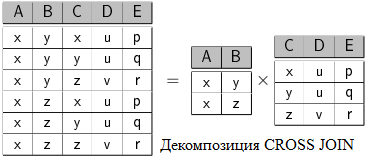 A B C D E
x y x u p
x y y u q
x y z v r
x z x u p
x z y u q
x z z v r
=
A B
x y
x z
×
C D E
x u p
y u q
z v r
Декомпозиция CROSS JOIN